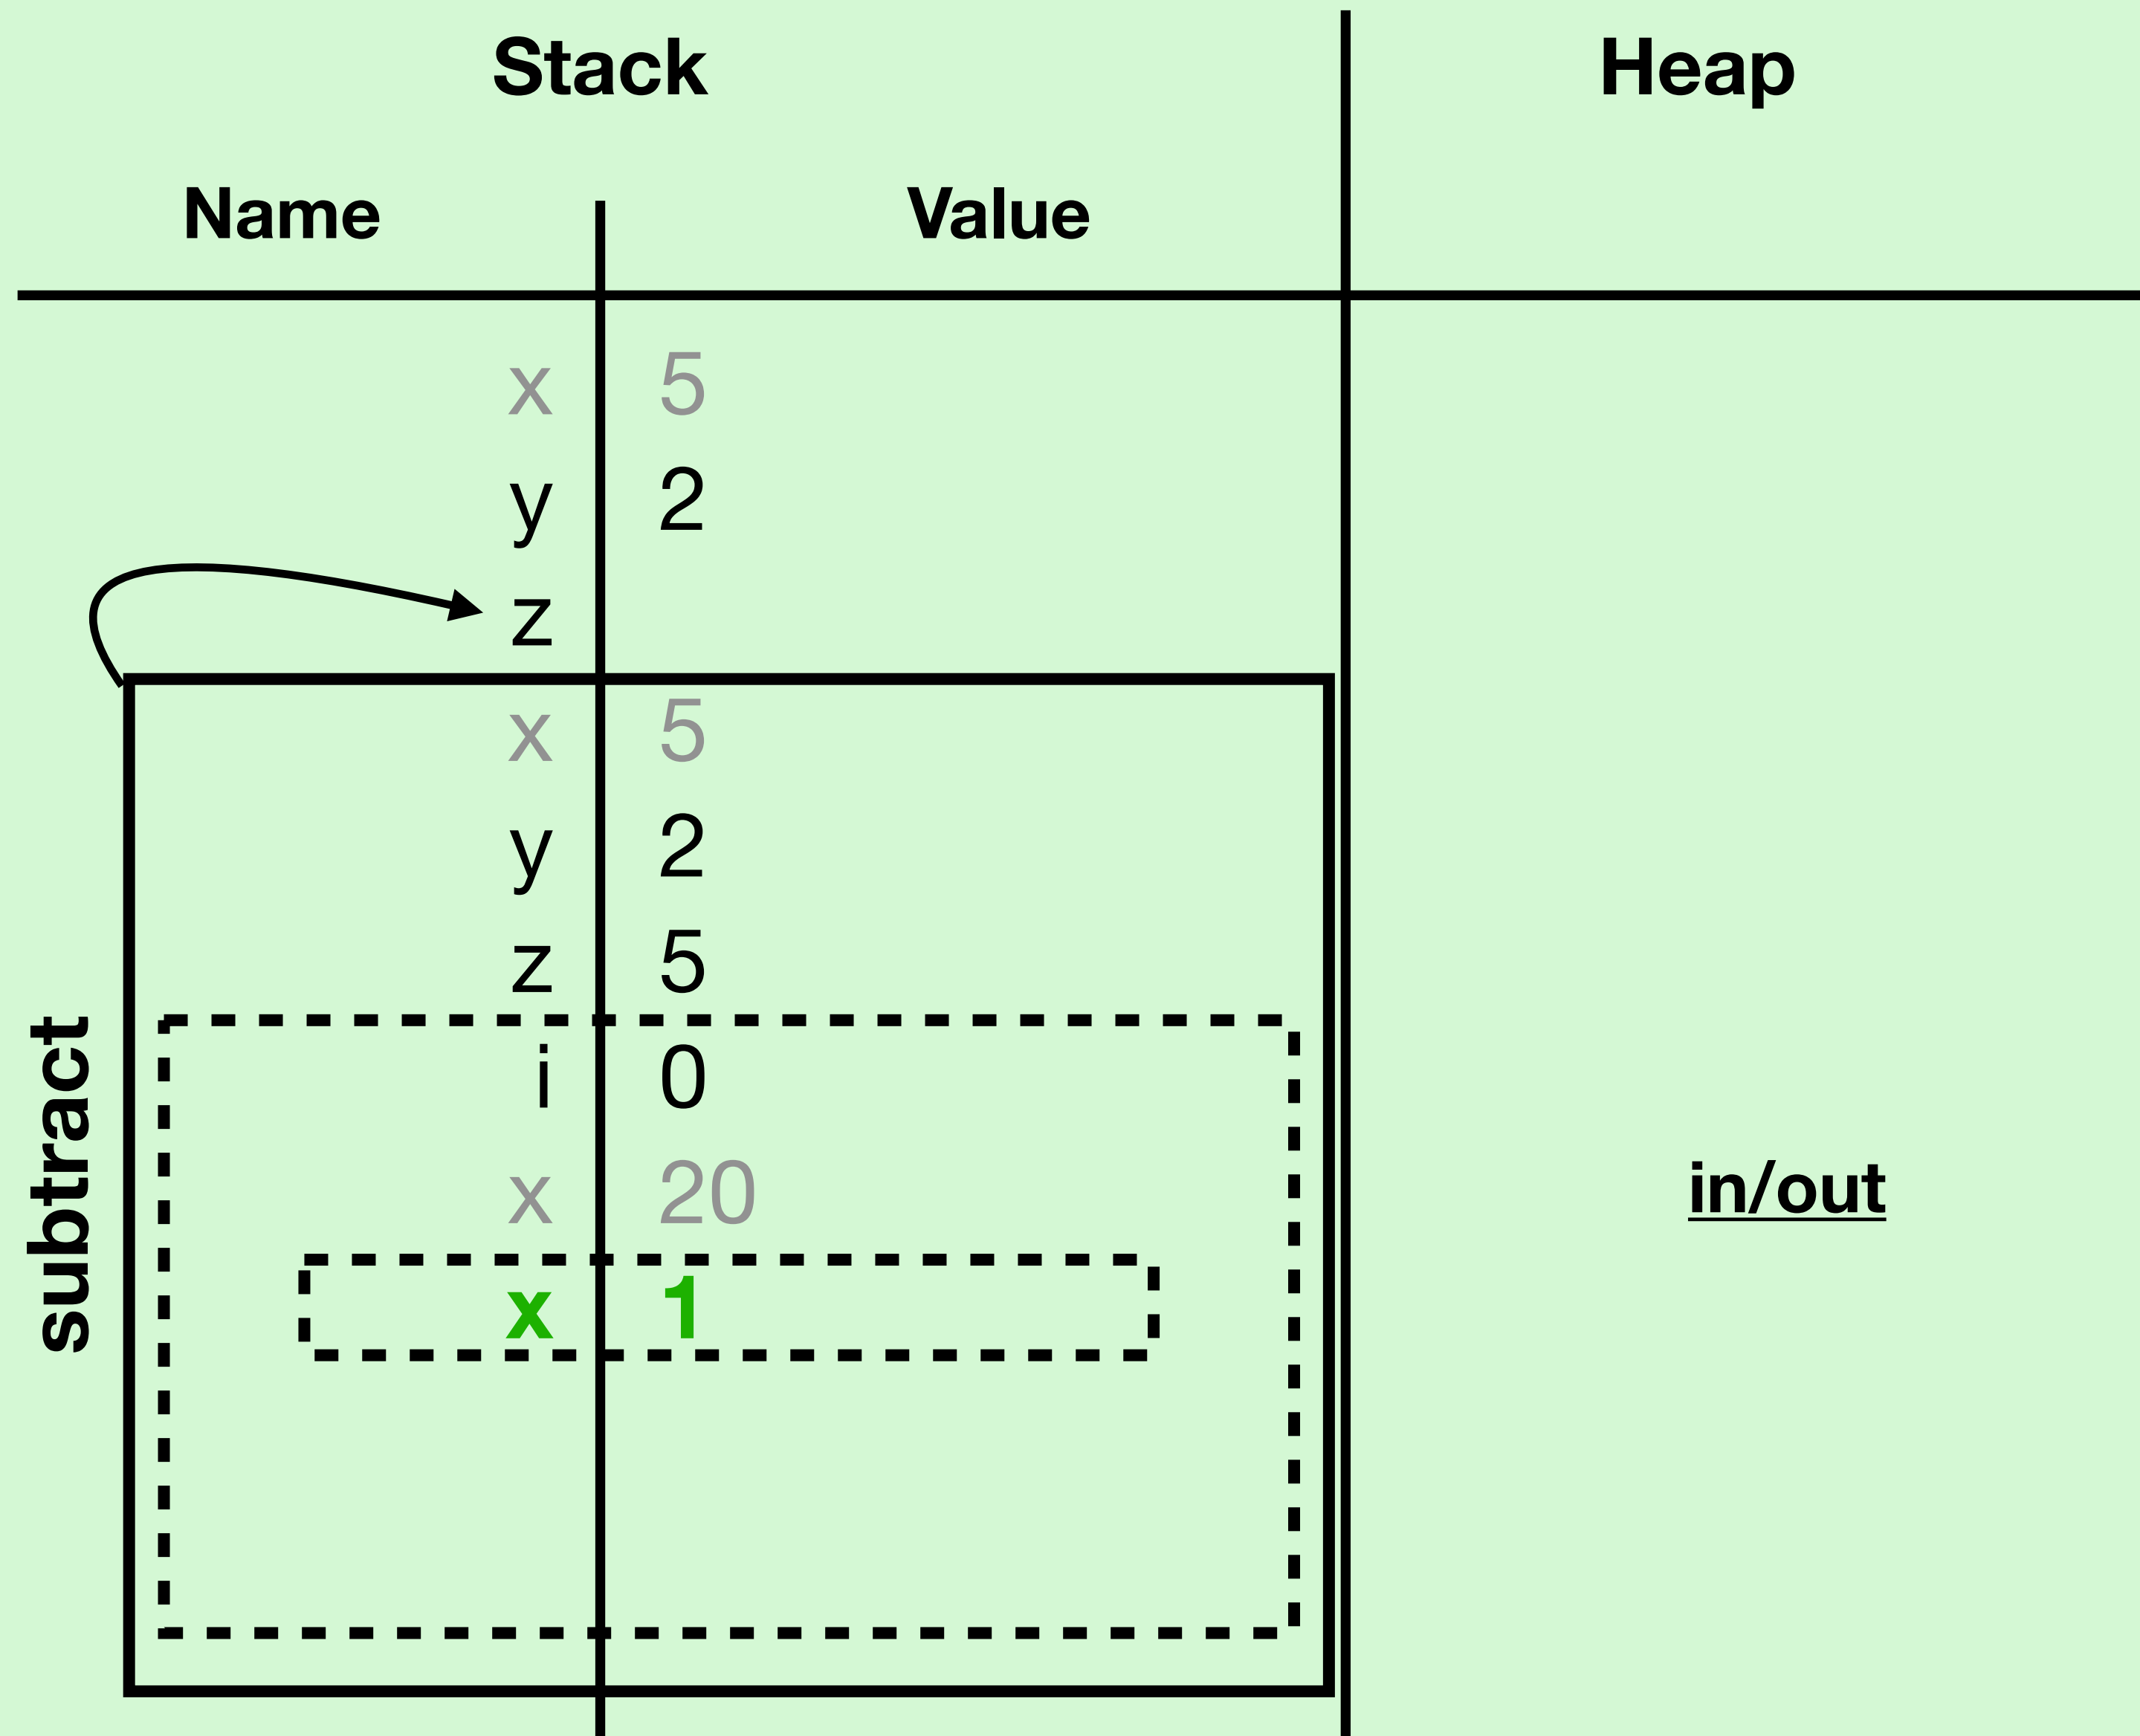 Stack Heap
Name Value
x 5
y 2
z
x 5
y 2
z 5
subtract
i 0
x 20
in/out
x 1